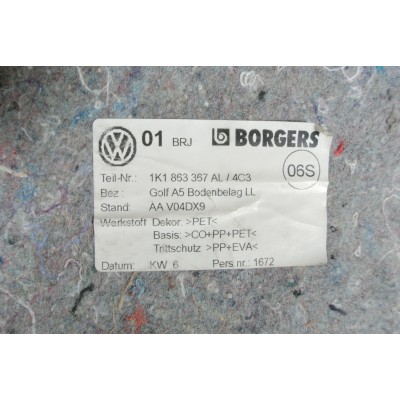 01 BRJ BORGERS
Teil-Nr.: 1K1 863 367 AL / 4C3
Bez : Golf A5 Bodenbelag LL
06S
Stand: AA V04DX9
Werkstoff Dekor: >PET<
Basis: >CO+PP+PET<
Trittschutz >PP+EVA<
Datum: KW 6 Pers.nr.: 1672